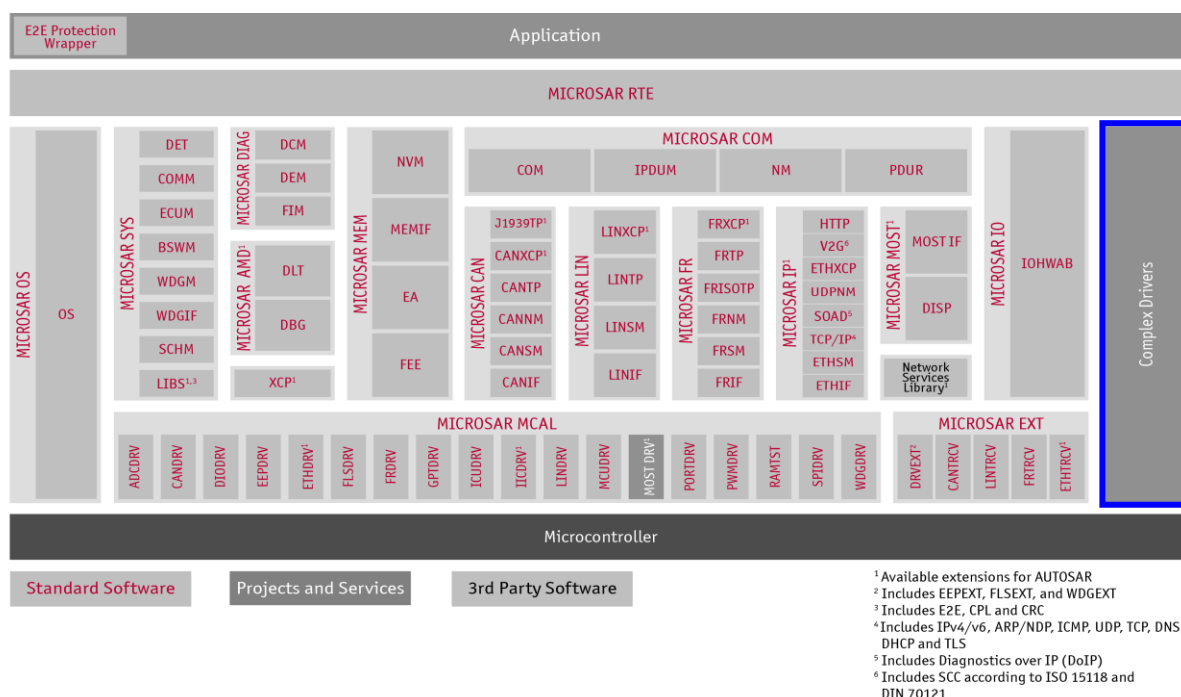 E2E Protection
Wrapper
Application
MICROSAR RTE
MICROSAR OS
OS
MICROSAR SYS
DET
COMM
ECUM
BSWM
WDGM
WDGIF
SCHM
LIBS¹,³
MICROSAR DIAG
DCM
DEM
FIM
MICROSAR AMD¹
DLT
DBG
XCP¹
MICROSAR MEM
NVM
MEMIF
EA
FEE
MICROSAR COM
COM
IPDUM
NM
PDUR
MICROSAR CAN
J1939TP¹
CANXCP¹
CANTP
CANNM
CANSM
CANIF
MICROSAR LIN
LINXCP¹
LINTP
LINSM
LINIF
MICROSAR FR
FRXCP¹
FRTP
FRISOTP
FRNM
FRSM
FRIF
MICROSAR IP¹
HTTP
V2G⁶
ETHXCP
UDPNM
SOAD⁵
TCP/IP⁴
ETHSM
ETHIF
MICROSAR MOST¹
MOST IF
DISP
Network
Services
Library¹
MICROSAR IO
IOHWAB
Complex Drivers
MICROSAR MCAL
ADCDRV
CANDRV
DIODRV
EEPDRV
ETHDRV¹
FLSDRV
FRDRV
GPTDRV
ICUDRV
IICDRV¹
LINDRV
MCUDRV
MOST DRV¹
PORTDRV
PWMDRV
RAMTST
SPIDRV
WDGDRV
MICROSAR EXT
DRVEXT²
CANTRCV
LINTRCV
FRTRCV
ETHTRCV¹
Microcontroller
Standard Software
Projects and Services
3rd Party Software
¹ Available extensions for AUTOSAR
² Includes EEPEXT, FLSEXT, and WDGEXT
³ Includes E2E, CPL and CRC
⁴ Includes IPv4/v6, ARP/NDP, ICMP, UDP, TCP, DNS
DHCP and TLS
⁵ Includes Diagnostics over IP (DoIP)
⁶ Includes SCC according to ISO 15118 and
DIN 70121